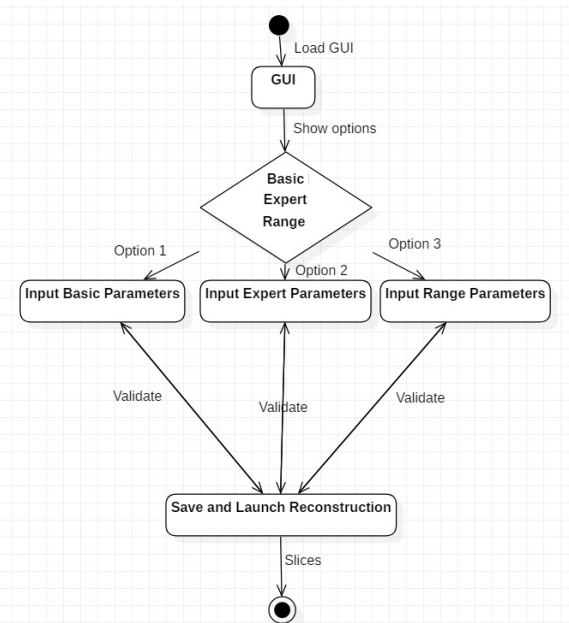 Load GUI
GUI
Show options
Basic
Expert
Range
Option 1
Option 2
Option 3
Input Basic Parameters
Input Expert Parameters
Input Range Parameters
Validate
Validate
Validate
Save and Launch Reconstruction
Slices